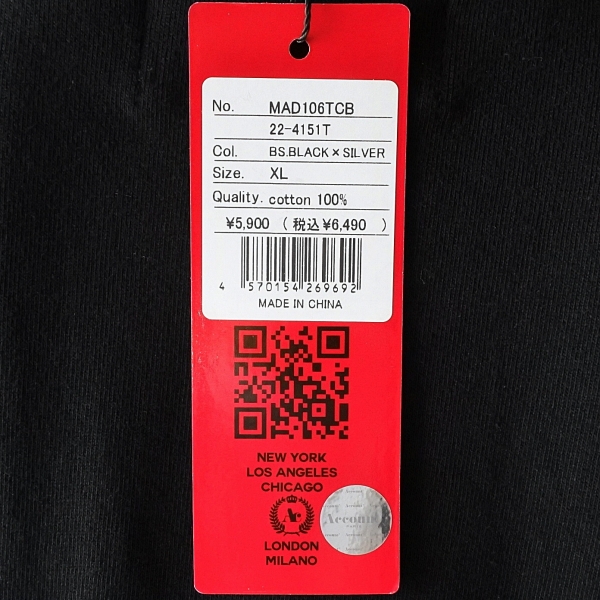 No. MAD106TCB
22-4151T
Col. BS.BLACK×SILVER
Size. XL
Quality. cotton 100%
¥5,900 (税込¥6,490 )
4 570154 269692
MADE IN CHINA
NEW YORK
LOS ANGELES
CHICAGO
LONDON
MILANO